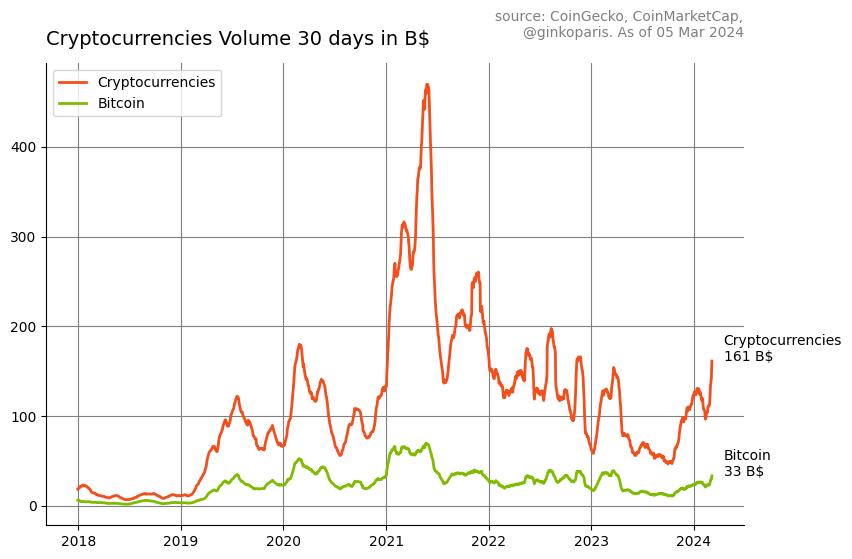 source: CoinGecko, CoinMarketCap,
@ginkoparis. As of 05 Mar 2024
Cryptocurrencies Volume 30 days in B$
Cryptocurrencies
Bitcoin
400
300
200
100
0
Cryptocurrencies
161 B$
Bitcoin
33 B$
2018 2019 2020 2021 2022 2023 2024